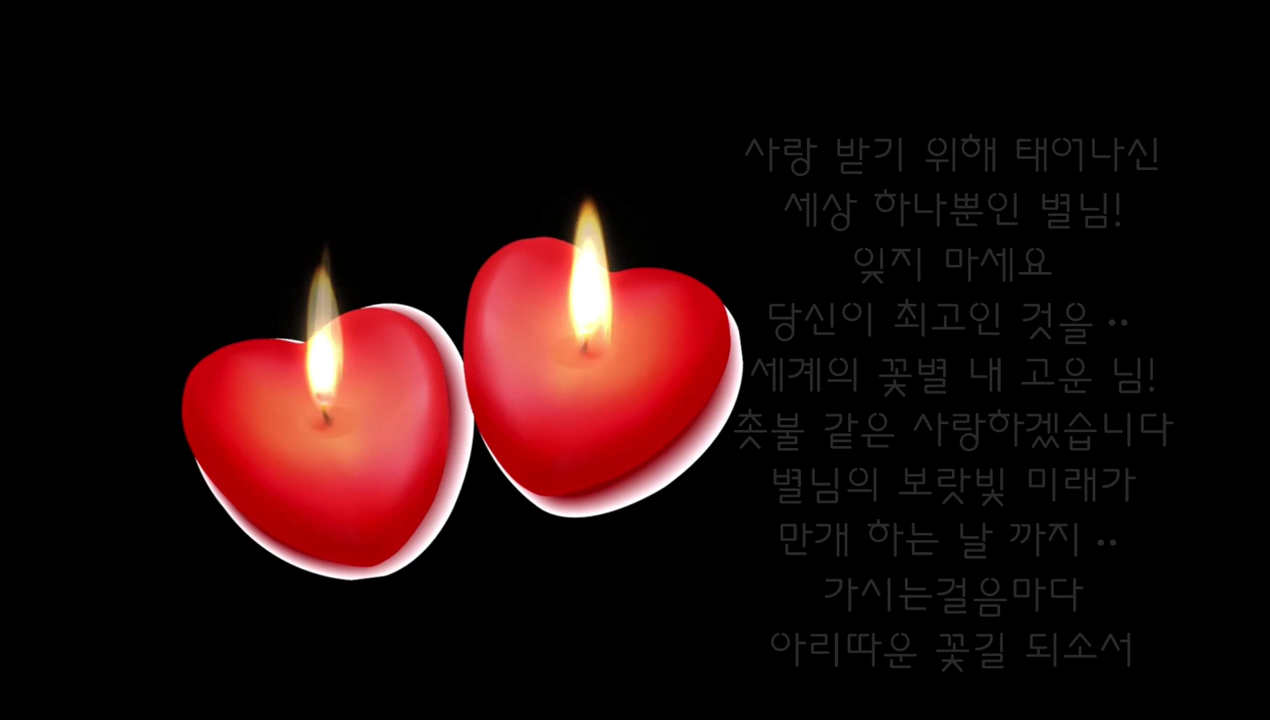 사랑 받기 위해 태어나신
세상 하나뿐인 별님!
잊지 마세요
당신이 최고인 것을 ··
세계의 꽃별 내 고운 님!
촛불 같은 사랑하겠습니다
별님의 보랏빛 미래가
만개 하는 날 까지 ··
가시는걸음마다
아리따운 꽃길 되소서